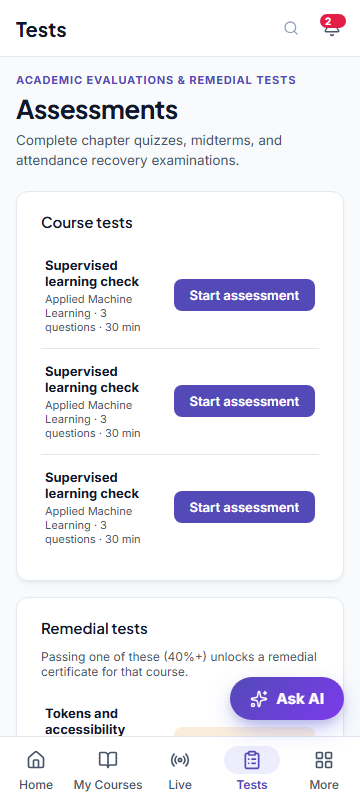 Tests
2
ACADEMIC EVALUATIONS & REMEDIAL TESTS
Assessments
Complete chapter quizzes, midterms, and
attendance recovery examinations.
Course tests
Supervised
learning check
Applied Machine
Learning · 3
questions · 30 min
Start assessment
Supervised
learning check
Applied Machine
Learning · 3
questions · 30 min
Start assessment
Supervised
learning check
Applied Machine
Learning · 3
questions · 30 min
Start assessment
Remedial tests
Passing one of these (40%+) unlocks a remedial
certificate for that course.
Tokens and
accessibility
Ask AI
Home
My Courses
Live
Tests
More